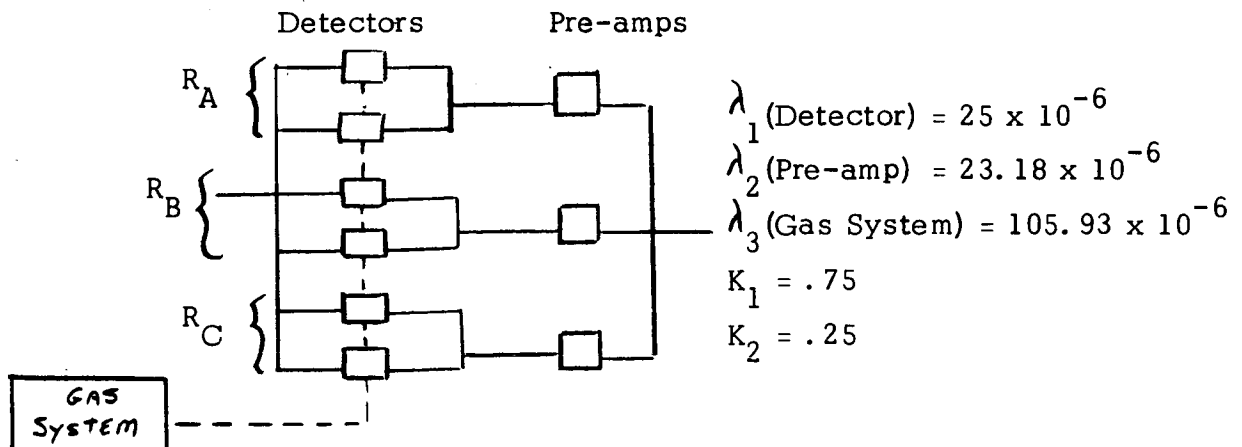 Detectors Pre-amps
R_A
R_B
R_C
λ_1 (Detector) = 25 x 10^-6
λ_2 (Pre-amp) = 23.18 x 10^-6
λ_3 (Gas System) = 105.93 x 10^-6
K_1 = .75
K_2 = .25
GAS
SYSTEM